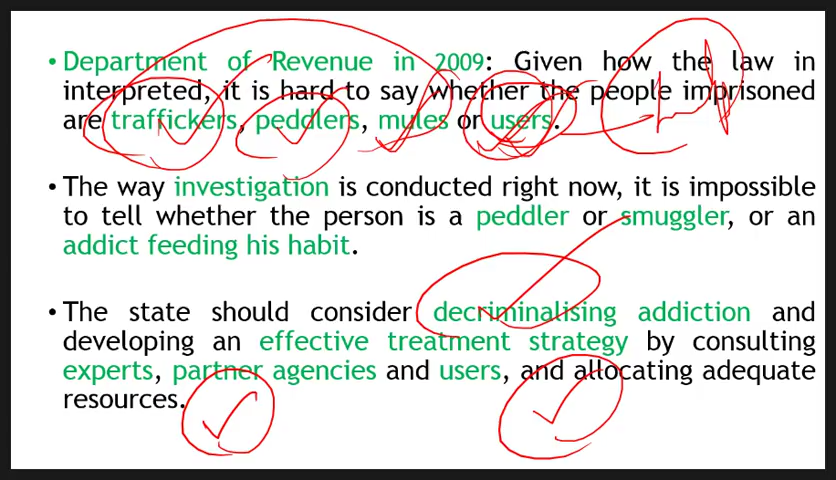 • Department of Revenue in 2009: Given how the law in
interpreted, it is hard to say whether the people imprisoned
are traffickers, peddlers, mules or users.
• The way investigation is conducted right now, it is impossible
to tell whether the person is a peddler or smuggler, or an
addict feeding his habit.
• The state should consider decriminalising addiction and
developing an effective treatment strategy by consulting
experts, partner agencies and users, and allocating adequate
resources.